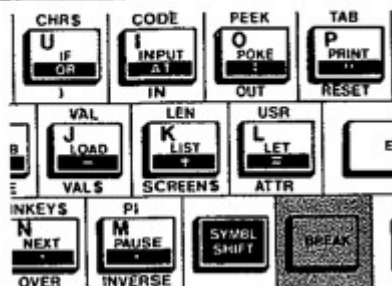 CHR$ CODE PEEK TAB
U I O P
IF INPUT POKE PRINT
OR AT ; "
) IN OUT RESET
VAL LEN USR
J K L
LOAD LIST LET
- + =
VAL$ SCREEN$ ATTR
INKEY$ PI
N M
NEXT PAUSE SYMBL SHIFT BREAK
OVER INVERSE